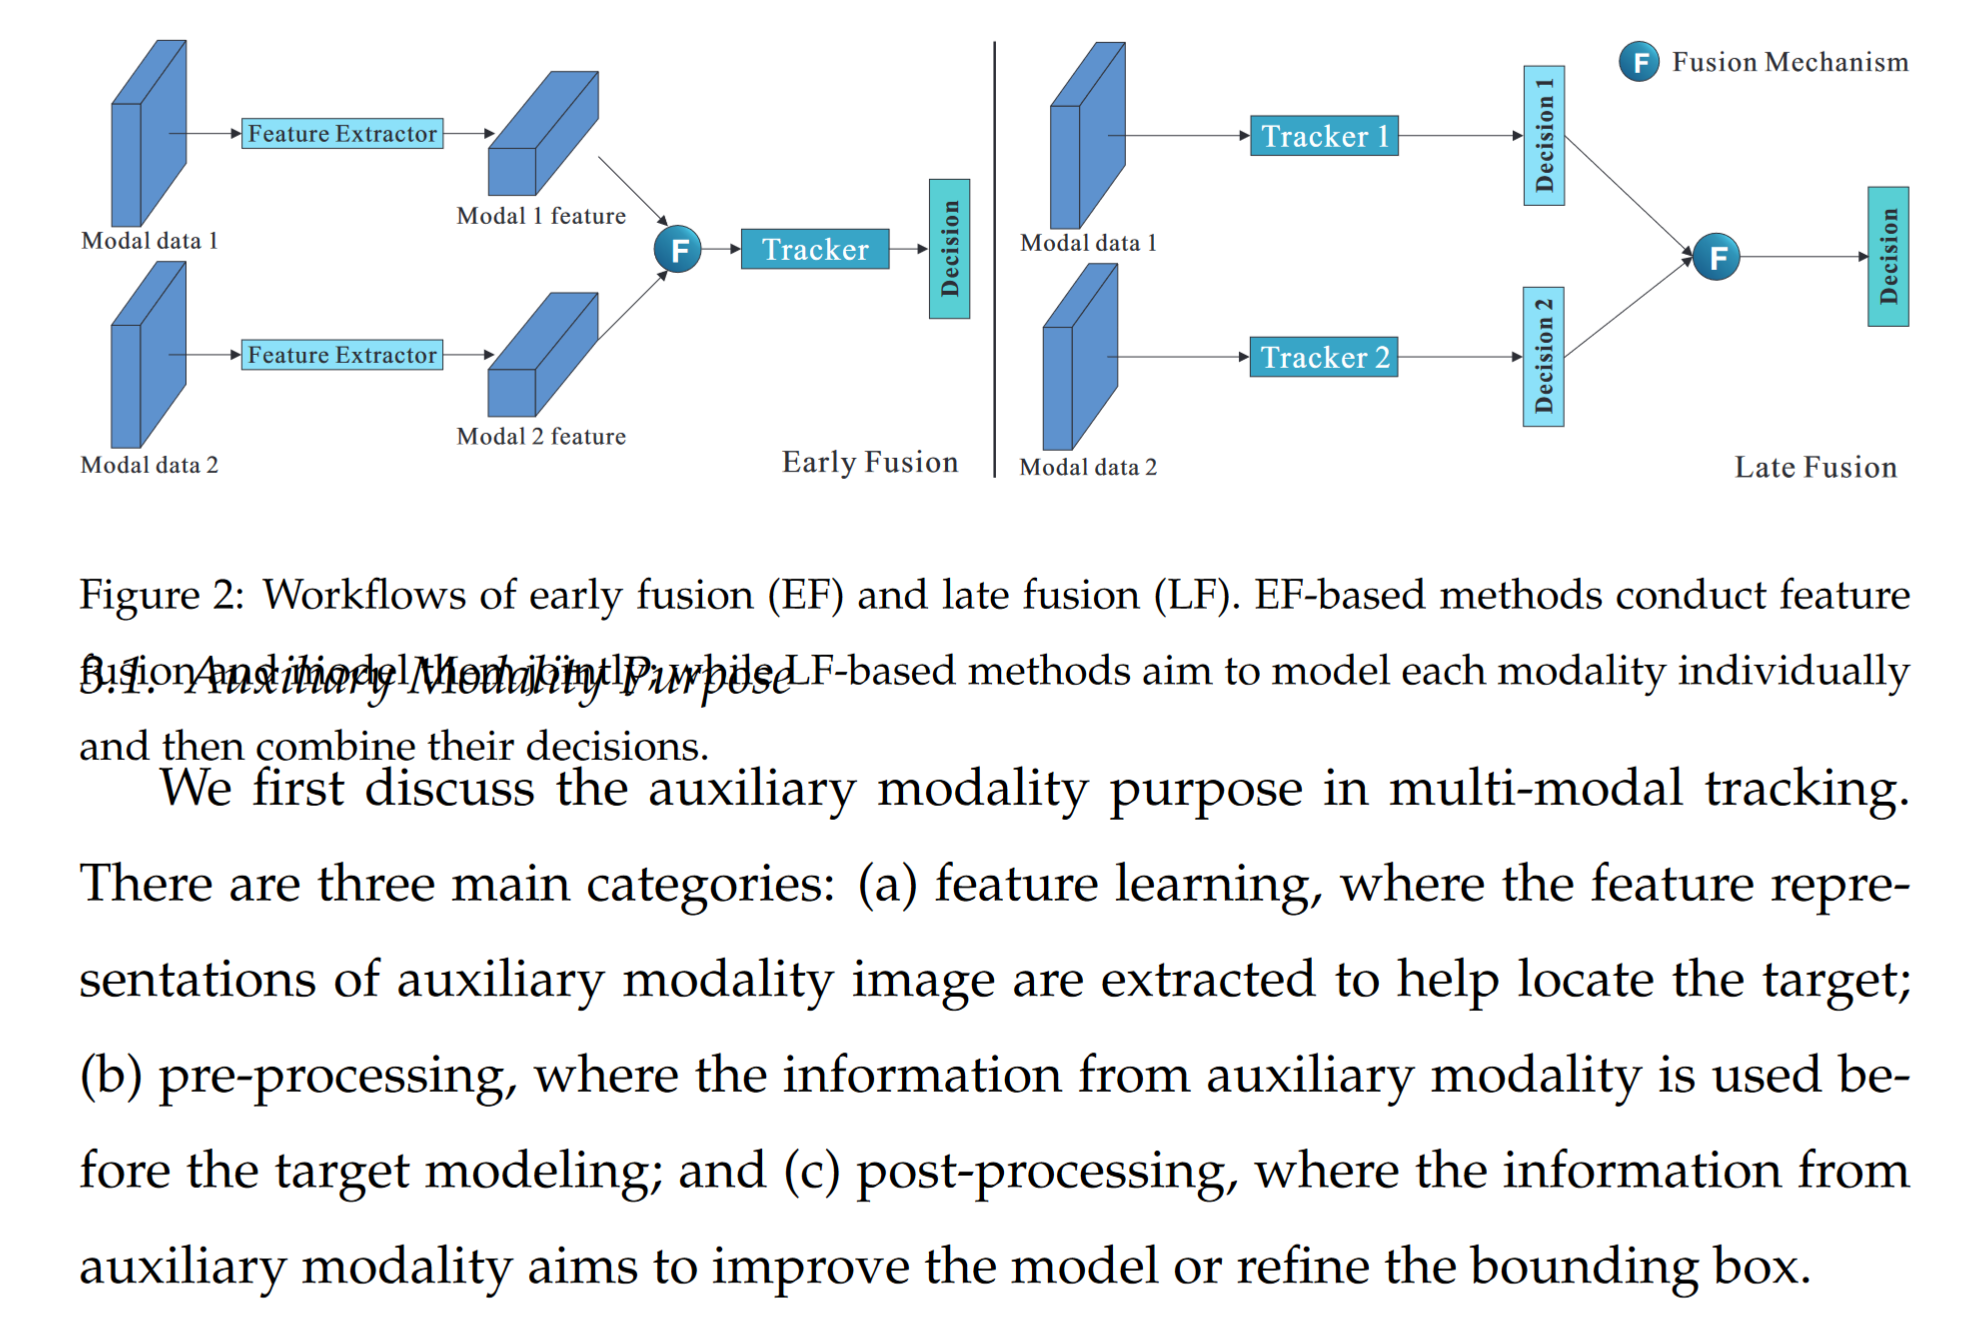 Feature Extractor
Modal 1 feature
Modal data 1
F
Tracker
Decision
Feature Extractor
Modal 2 feature
Modal data 2
Early Fusion
F Fusion Mechanism
Tracker 1
Decision 1
Modal data 1
F
Decision
Tracker 2
Decision 2
Modal data 2
Late Fusion
Figure 2: Workflows of early fusion (EF) and late fusion (LF). EF-based methods conduct feature
fusion and model them jointly; while LF-based methods aim to model each modality individually
3.1. Auxiliary Modality Purpose
and then combine their decisions.
We first discuss the auxiliary modality purpose in multi-modal tracking.
There are three main categories: (a) feature learning, where the feature repre-
sentations of auxiliary modality image are extracted to help locate the target;
(b) pre-processing, where the information from auxiliary modality is used be-
fore the target modeling; and (c) post-processing, where the information from
auxiliary modality aims to improve the model or refine the bounding box.